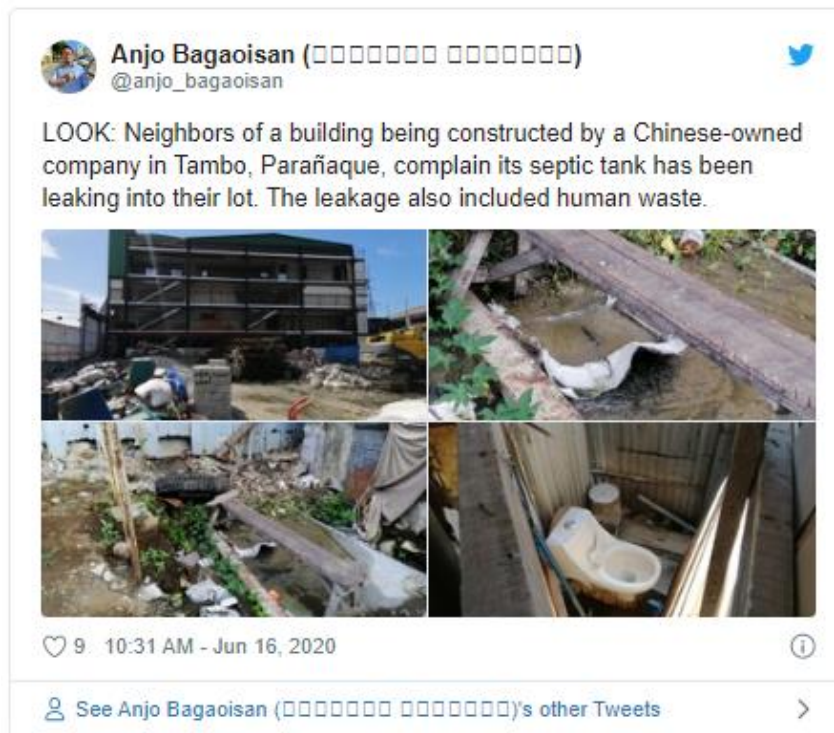 Anjo Bagaoisan (□□□□□□□ □□□□□□□)
@anjo_bagaoisan
LOOK: Neighbors of a building being constructed by a Chinese-owned
company in Tambo, Parañaque, complain its septic tank has been
leaking into their lot. The leakage also included human waste.
9 10:31 AM - Jun 16, 2020
See Anjo Bagaoisan (□□□□□□□ □□□□□□□)'s other Tweets